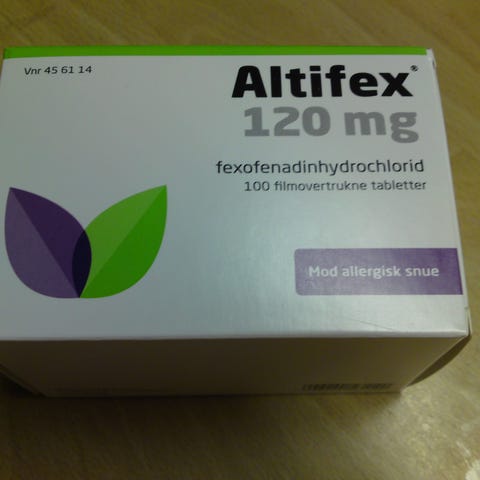 Vnr 45 61 14
Altifex®
120 mg
fexofenadinhydrochlorid
100 filmovertrukne tabletter
Mod allergisk snue